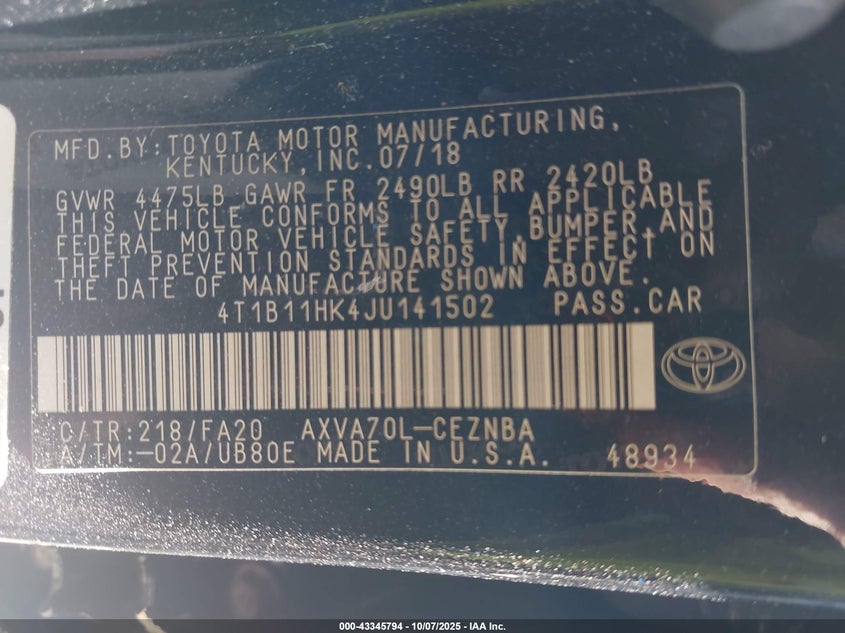 MFD. BY: TOYOTA MOTOR MANUFACTURING,
KENTUCKY, INC. 07/18
GVWR 4475LB GAWR FR 2490LB RR 2420LB
THIS VEHICLE CONFORMS TO ALL APPLICABLE
FEDERAL MOTOR VEHICLE SAFETY, BUMPER, AND
THEFT PREVENTION STANDARDS IN EFFECT ON
THE DATE OF MANUFACTURE SHOWN ABOVE.
4T1B11HK4JU141502 PASS. CAR
C/TR: 218/FA20 AXVA70L-CEZNBA
A/TM: -02A/UB80E MADE IN U.S.A. 48934
000-43345794 - 10/07/2025 - IAA Inc.